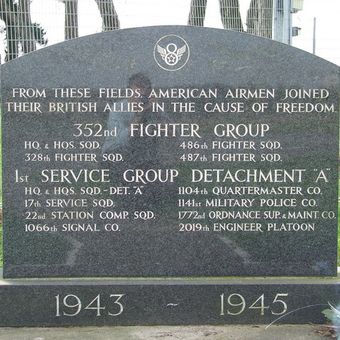 FROM THESE FIELDS, AMERICAN AIRMEN JOINED
THEIR BRITISH ALLIES IN THE CAUSE OF FREEDOM.
352nd FIGHTER GROUP
HQ. & HQS. SQD. 486th FIGHTER SQD.
328th FIGHTER SQD. 487th FIGHTER SQD.
1st SERVICE GROUP DETACHMENT "A"
HQ. & HQS. SQD.-DET. "A" 1104th QUARTERMASTER CO.
17th SERVICE SQD. 1141st MILITARY POLICE CO.
22nd STATION COMP. SQD. 1772nd ORDNANCE SUP. & MAINT. CO.
1066th SIGNAL CO. 2019th ENGINEER PLATOON
1943 ~ 1945